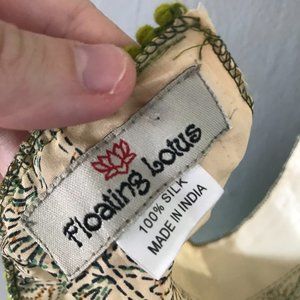 Floating Lotus
100% SILK
MADE IN INDIA